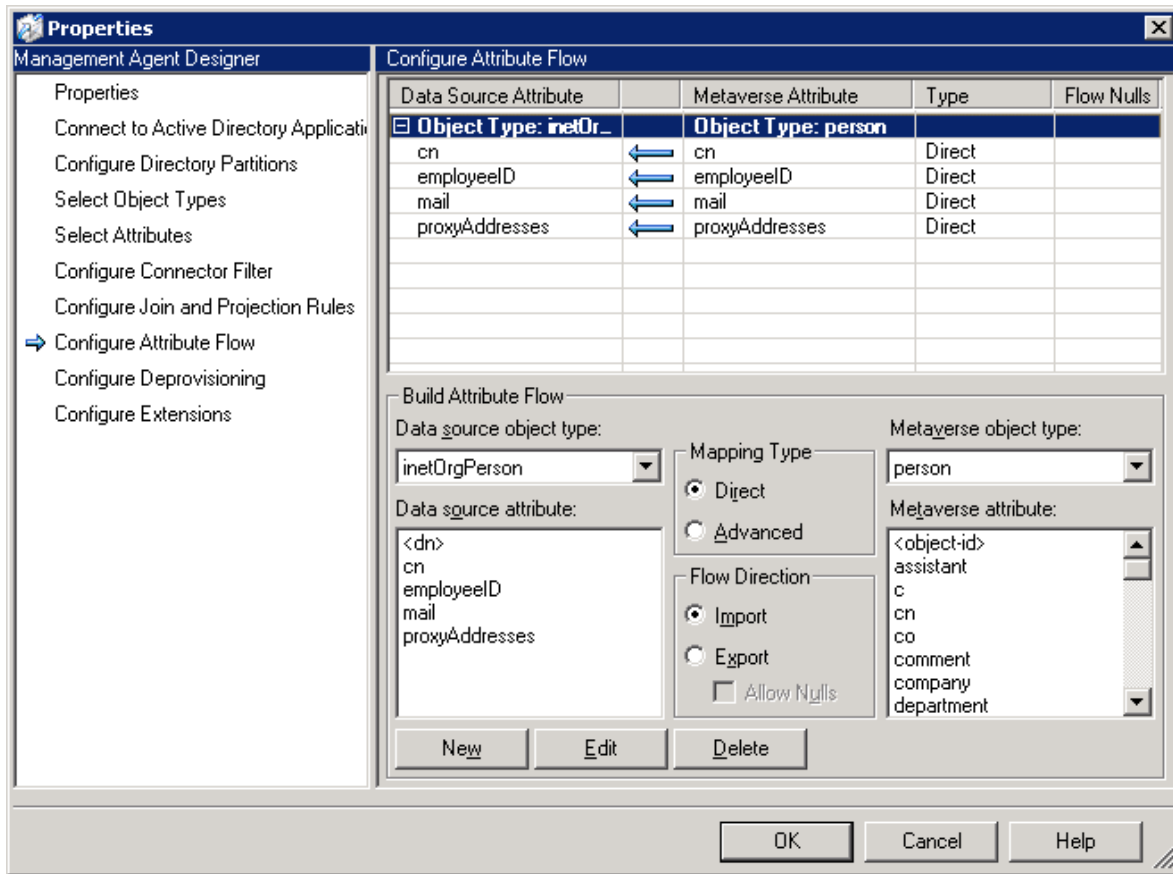 Properties
Management Agent Designer
Properties
Connect to Active Directory Applicati
Configure Directory Partitions
Select Object Types
Select Attributes
Configure Connector Filter
Configure Join and Projection Rules
Configure Attribute Flow
Configure Deprovisioning
Configure Extensions
Configure Attribute Flow
Data Source Attribute Metaverse Attribute Type Flow Nulls
Object Type: inetOr... Object Type: person
cn cn Direct
employeeID employeeID Direct
mail mail Direct
proxyAddresses proxyAddresses Direct
Build Attribute Flow
Data source object type:
inetOrgPerson
Data source attribute:
<dn>
cn
employeeID
mail
proxyAddresses
Mapping Type
Direct
Advanced
Flow Direction
Import
Export
Allow Nulls
Metaverse object type:
person
Metaverse attribute:
<object-id>
assistant
c
cn
co
comment
company
department
New Edit Delete
OK Cancel Help